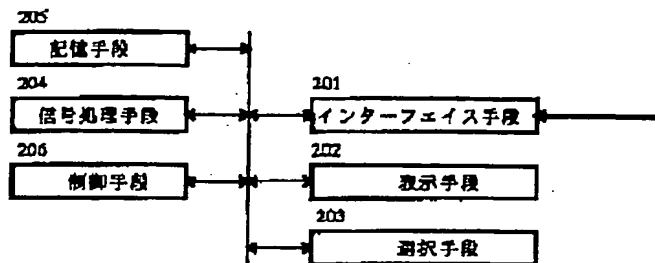 205
記憶手段
204
信号処理手段
206
制御手段
201
インターフェイス手段
202
表示手段
203
選択手段